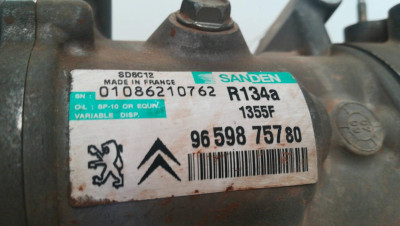 SD6C12
MADE IN FRANCE
SANDEN
SN : 01086210762
R134a
OIL : SP-10 OR EQUIV.
1355F
VARIABLE DISP.
96 598 757 80